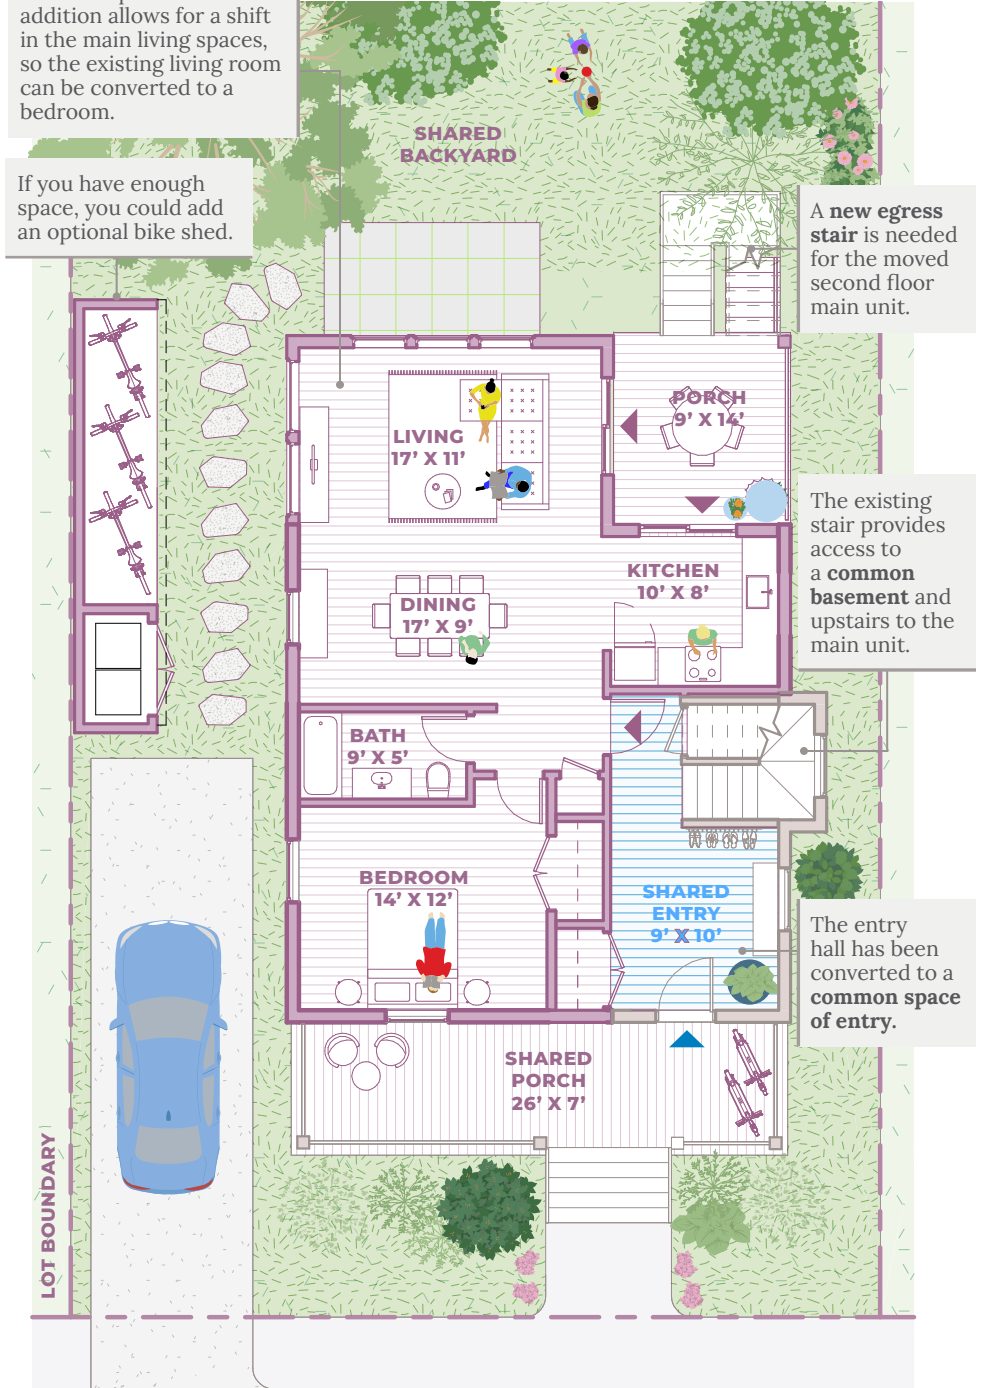 addition allows for a shift
in the main living spaces,
so the existing living room
can be converted to a
bedroom.
SHARED
BACKYARD
If you have enough
space, you could add
an optional bike shed.
A new egress
stair is needed
for the moved
second floor
main unit.
PORCH
9’ X 14’
LIVING
17’ X 11’
The existing
stair provides
access to
a common
basement and
upstairs to the
main unit.
KITCHEN
10’ X 8’
DINING
17’ X 9’
BATH
9’ X 5’
BEDROOM
14’ X 12’
SHARED
ENTRY
9’ X 10’
The entry
hall has been
converted to a
common space
of entry.
SHARED
PORCH
26’ X 7’
LOT BOUNDARY